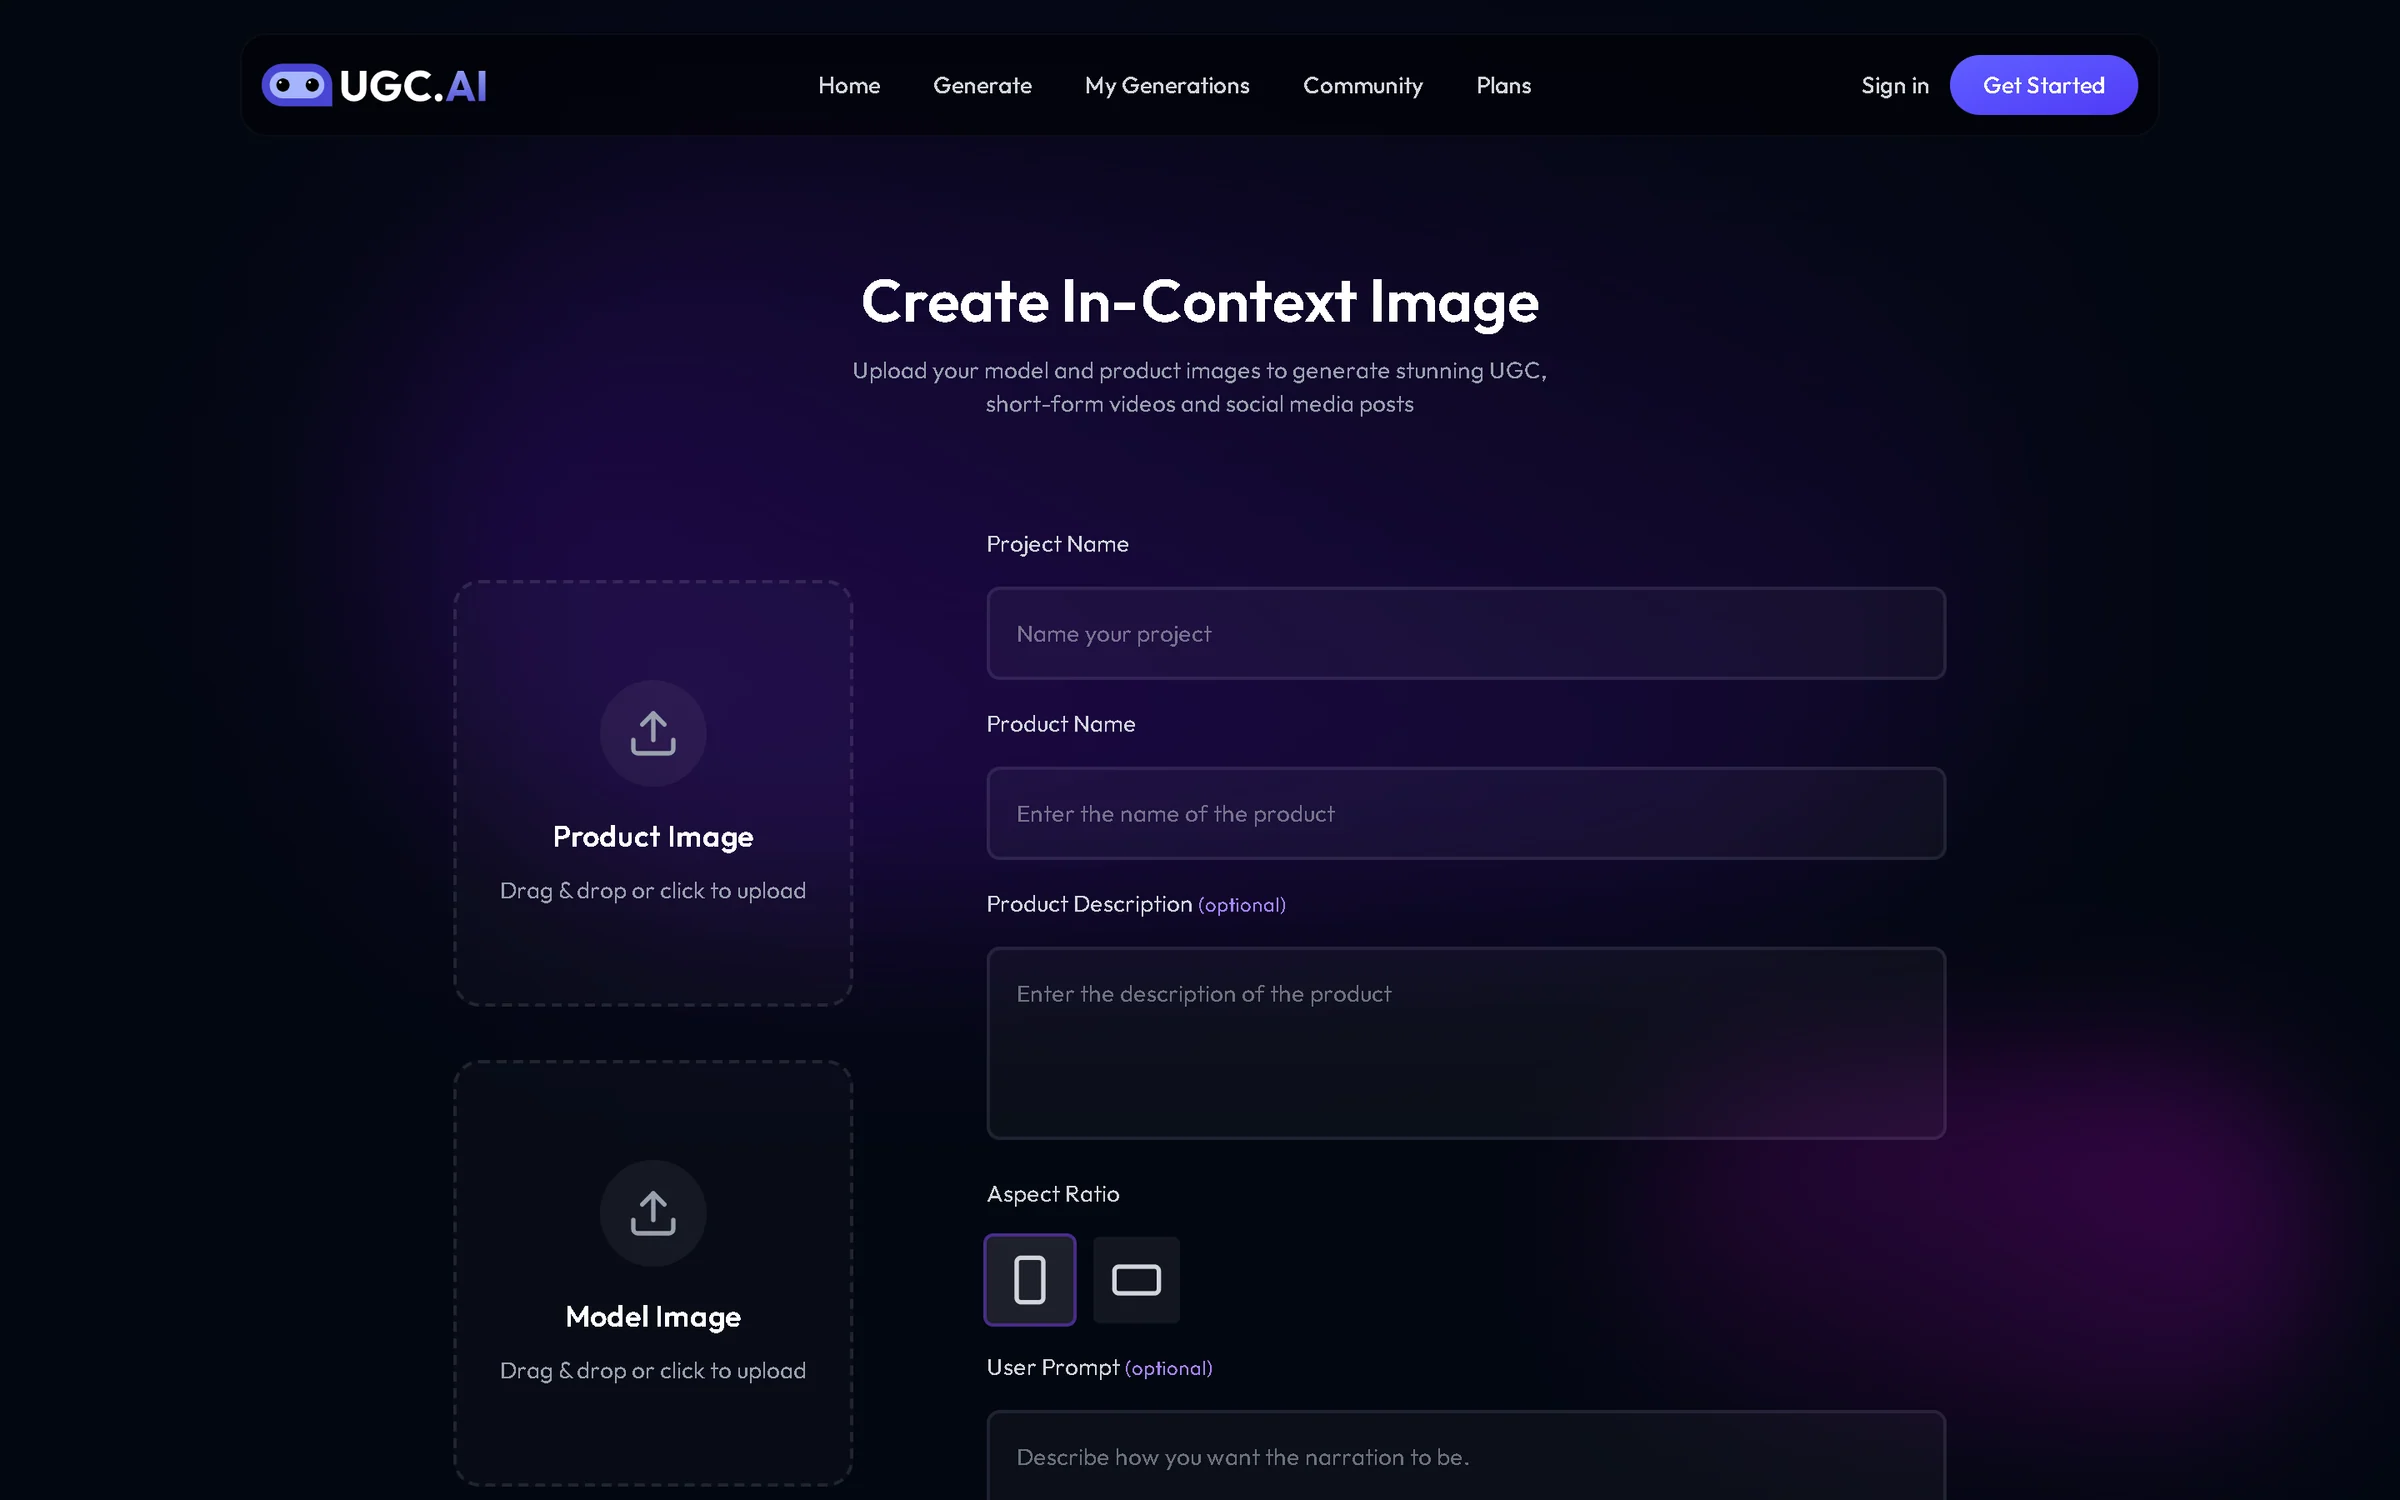 UGC.AI
Home
Generate
My Generations
Community
Plans
Sign in
Get Started
Create In-Context Image
Upload your model and product images to generate stunning UGC,
short-form videos and social media posts
Product Image
Drag & drop or click to upload
Model Image
Drag & drop or click to upload
Project Name
Name your project
Product Name
Enter the name of the product
Product Description (optional)
Enter the description of the product
Aspect Ratio
User Prompt (optional)
Describe how you want the narration to be.